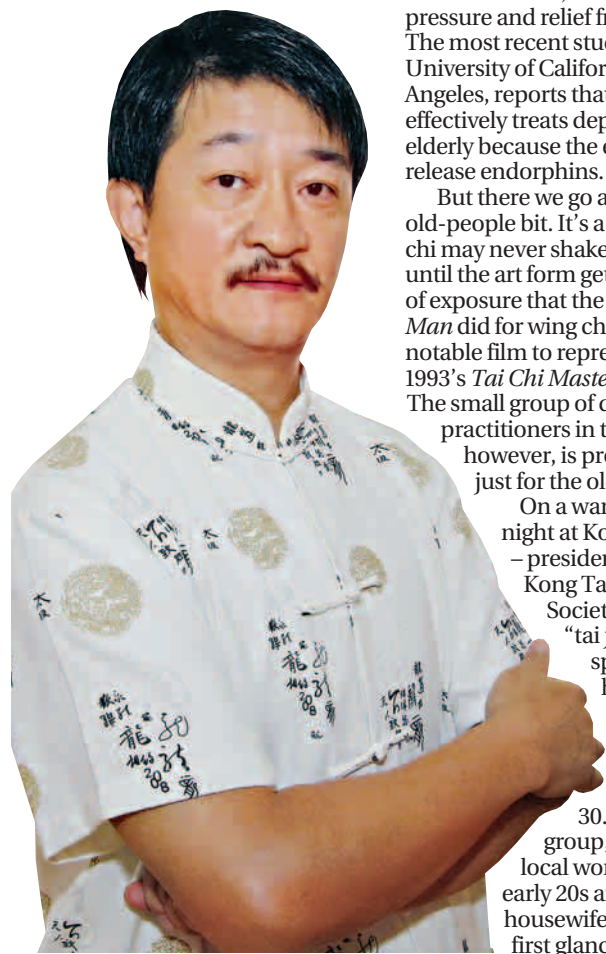 pressure and relief fr
The most recent stud
University of Califor
Angeles, reports that
effectively treats dep
elderly because the e
release endorphins.
But there we go a
old-people bit. It's a
chi may never shake
until the art form get
of exposure that the
Man did for wing ch
notable film to repre
1993's Tai Chi Maste
The small group of c
practitioners in t
however, is pro
just for the ol
On a war
night at Ko
– presiden
Kong Ta
Societ
“tai j
sp
30.
group,
local wor
early 20s a
housewife
first glanc
龍
龍